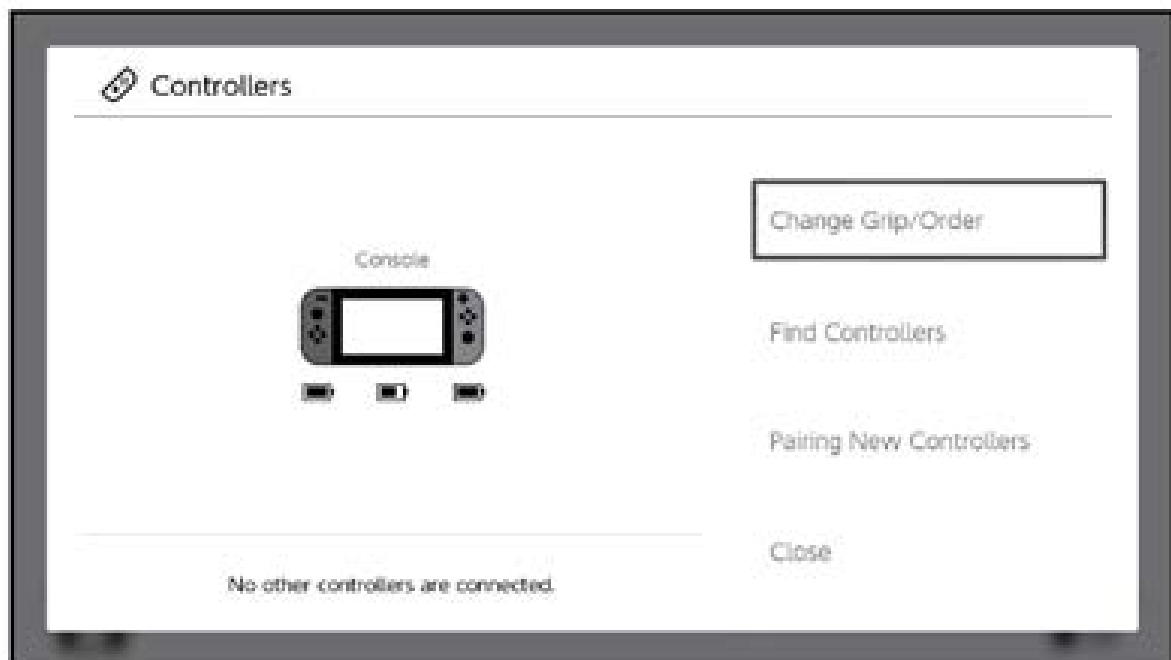 Controllers
Console
Change Grip/Order
Find Controllers
Pairing New Controllers
Close
No other controllers are connected.